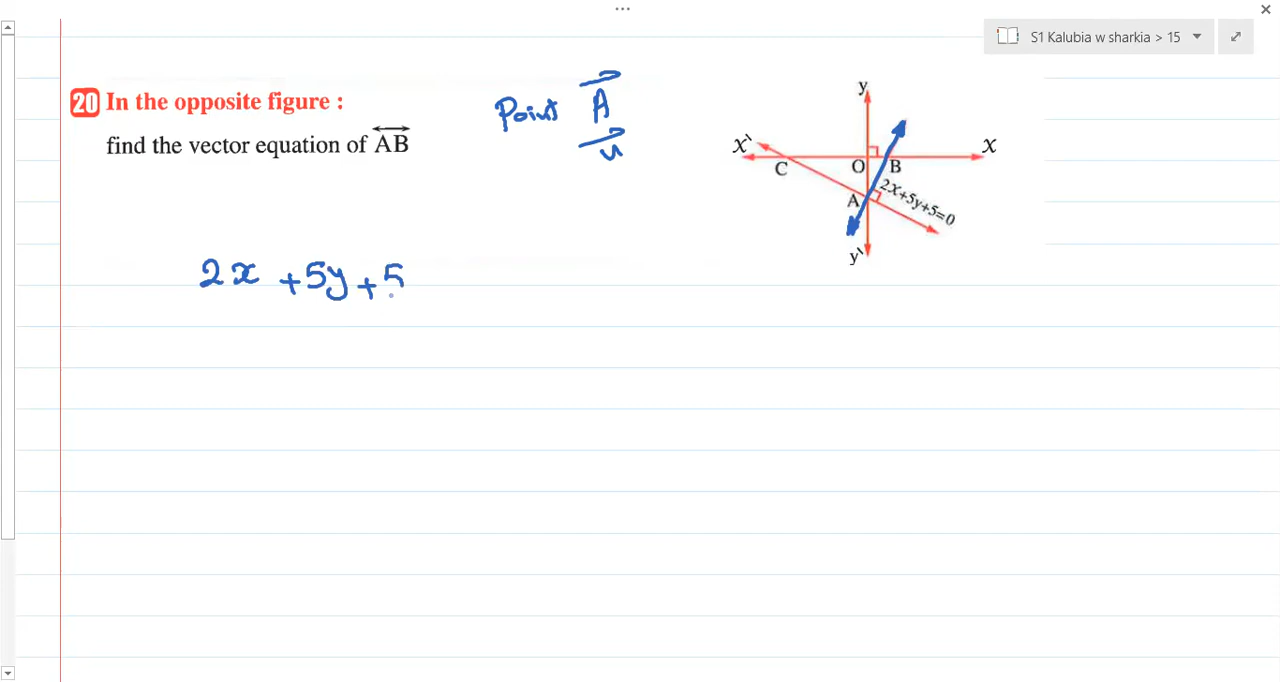 S1 Kalubia w sharkia > 15
20 In the opposite figure :
find the vector equation of AB
Point A
u
y
x`
x
C
O
B
A
2x+5y+5=0
y`
2x + 5y + 5